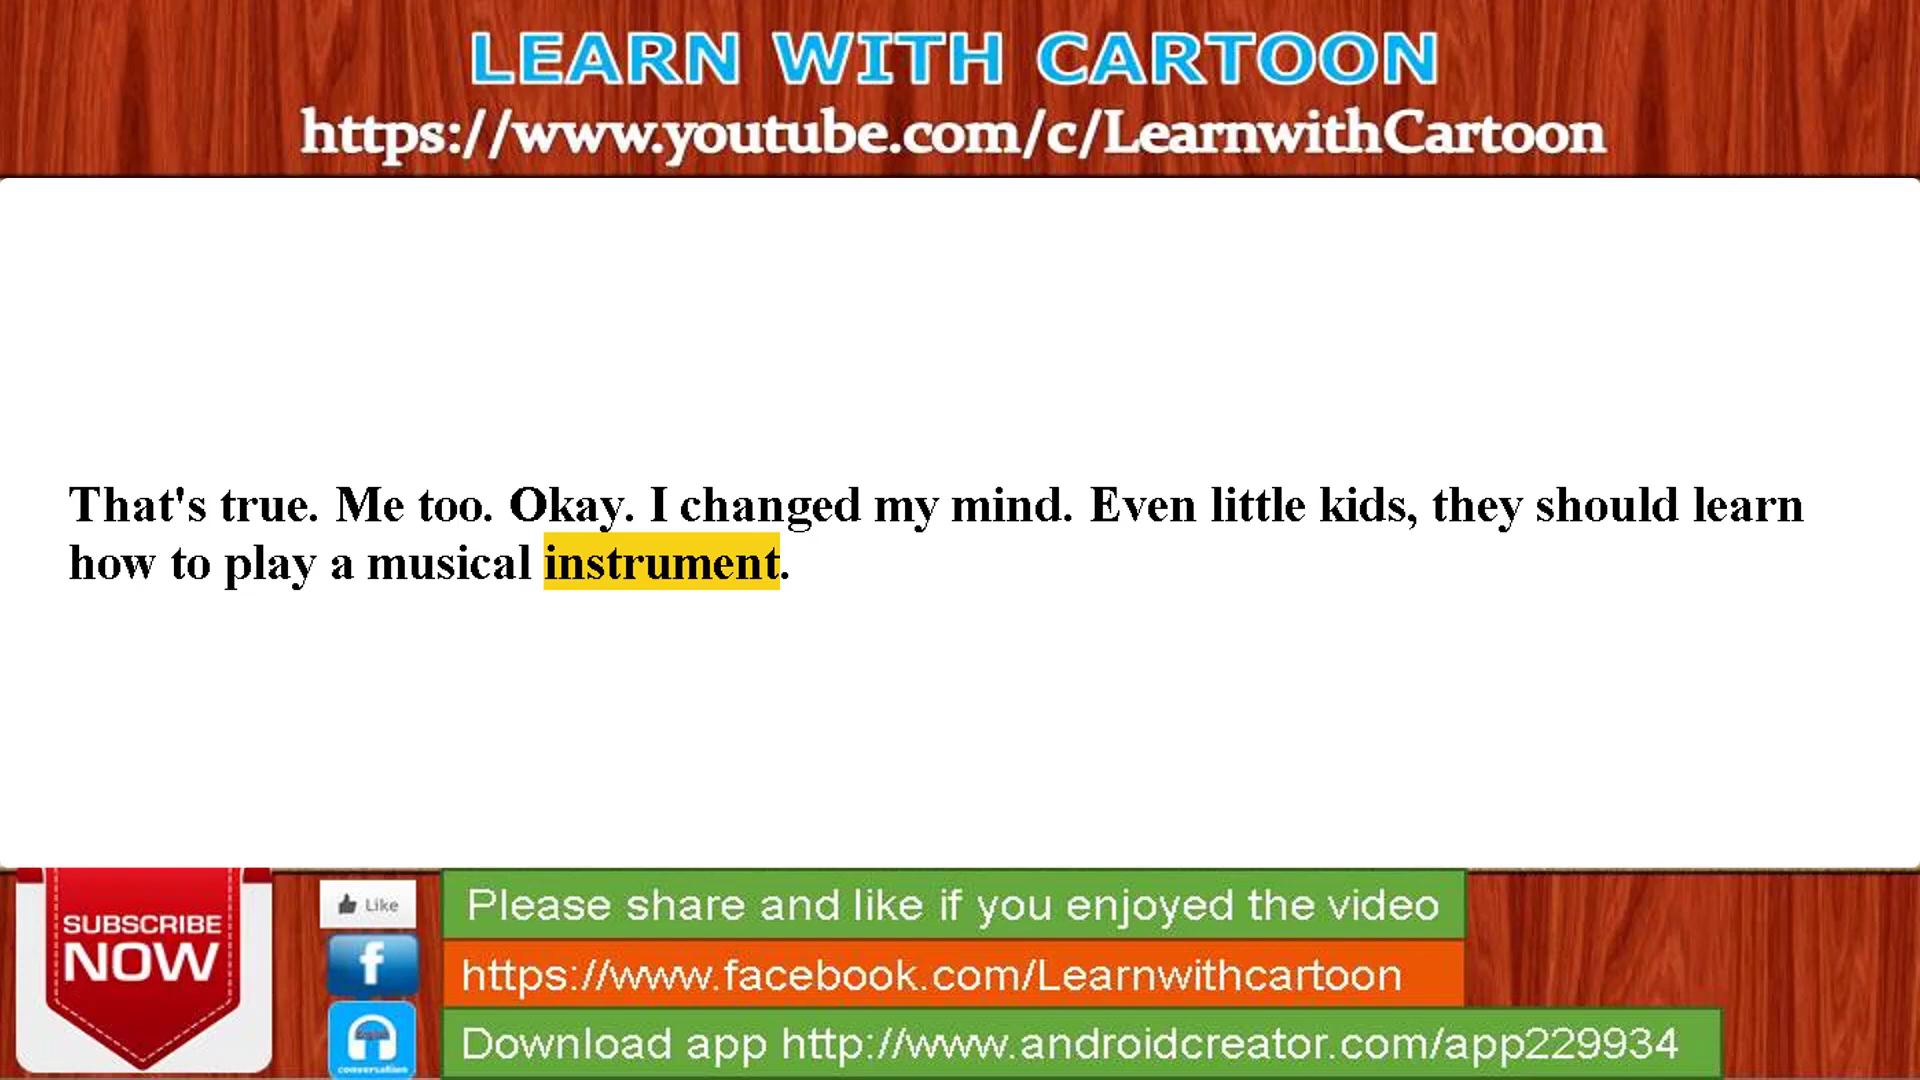 LEARN WITH CARTOON
https://www.youtube.com/c/LearnwithCartoon
That's true. Me too. Okay. I changed my mind. Even little kids, they should learn
how to play a musical instrument.
SUBSCRIBE
NOW
Like
f
conversation
Please share and like if you enjoyed the video
https://www.facebook.com/Learnwithcartoon
Download app http://www.androidcreator.com/app229934